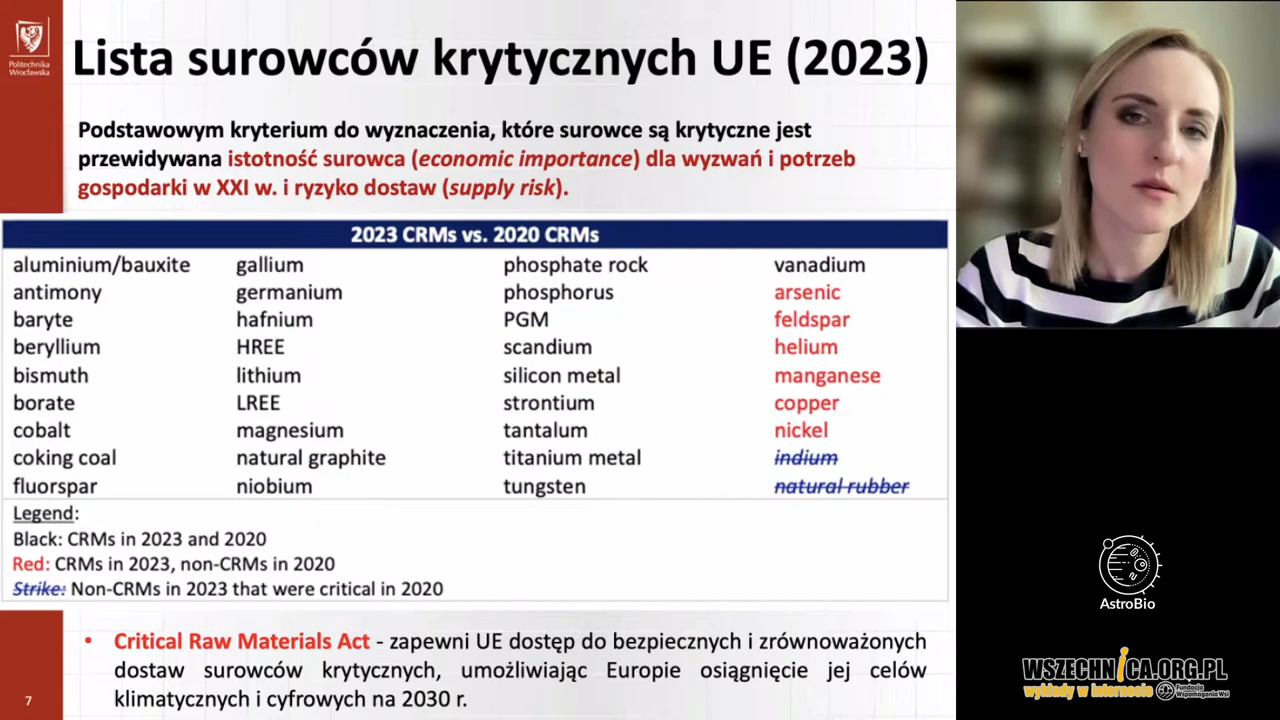 Politechnika
Wrocławska
Lista surowców krytycznych UE (2023)
Podstawowym kryterium do wyznaczenia, które surowce są krytyczne jest
przewidywana istotność surowca (economic importance) dla wyzwań i potrzeb
gospodarki w XXI w. i ryzyko dostaw (supply risk).
2023 CRMs vs. 2020 CRMs
aluminium/bauxite gallium phosphate rock vanadium
antimony germanium phosphorus arsenic
baryte hafnium PGM feldspar
beryllium HREE scandium helium
bismuth lithium silicon metal manganese
borate LREE strontium copper
cobalt magnesium tantalum nickel
coking coal natural graphite titanium metal indium
fluorspar niobium tungsten natural rubber
Legend:
Black: CRMs in 2023 and 2020
Red: CRMs in 2023, non-CRMs in 2020
Strike: Non-CRMs in 2023 that were critical in 2020
• Critical Raw Materials Act - zapewni UE dostęp do bezpiecznych i zrównoważonych
dostaw surowców krytycznych, umożliwiając Europie osiągnięcie jej celów
klimatycznych i cyfrowych na 2030 r.
7
AstroBio
WSZECHNICA.ORG.PL
wykłady w internecie
Fundacja
Wspomagania Wsi